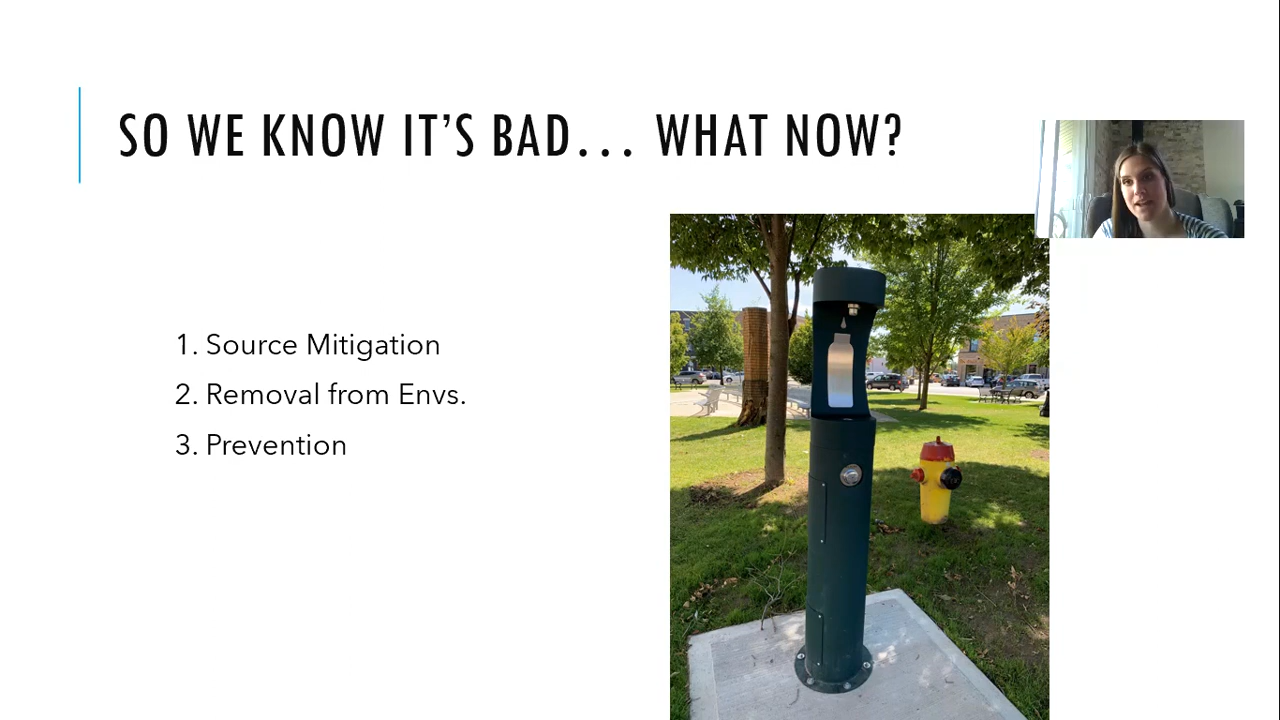 SO WE KNOW IT'S BAD... WHAT NOW?
1. Source Mitigation
2. Removal from Envs.
3. Prevention